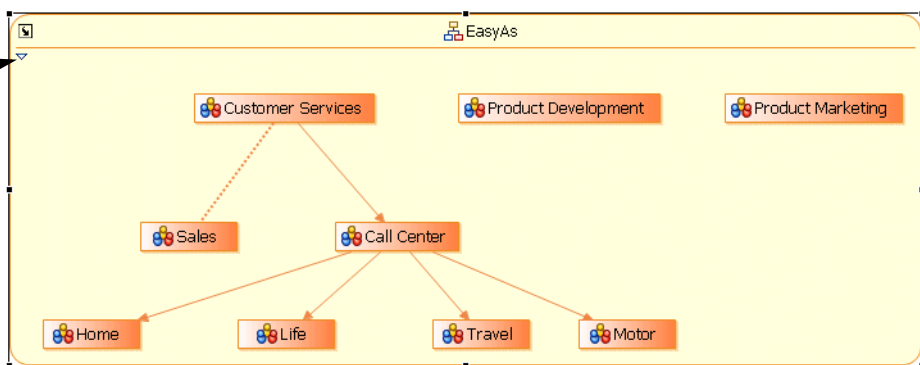 EasyAs
Customer Services
Product Development
Product Marketing
Sales
Call Center
Home
Life
Travel
Motor